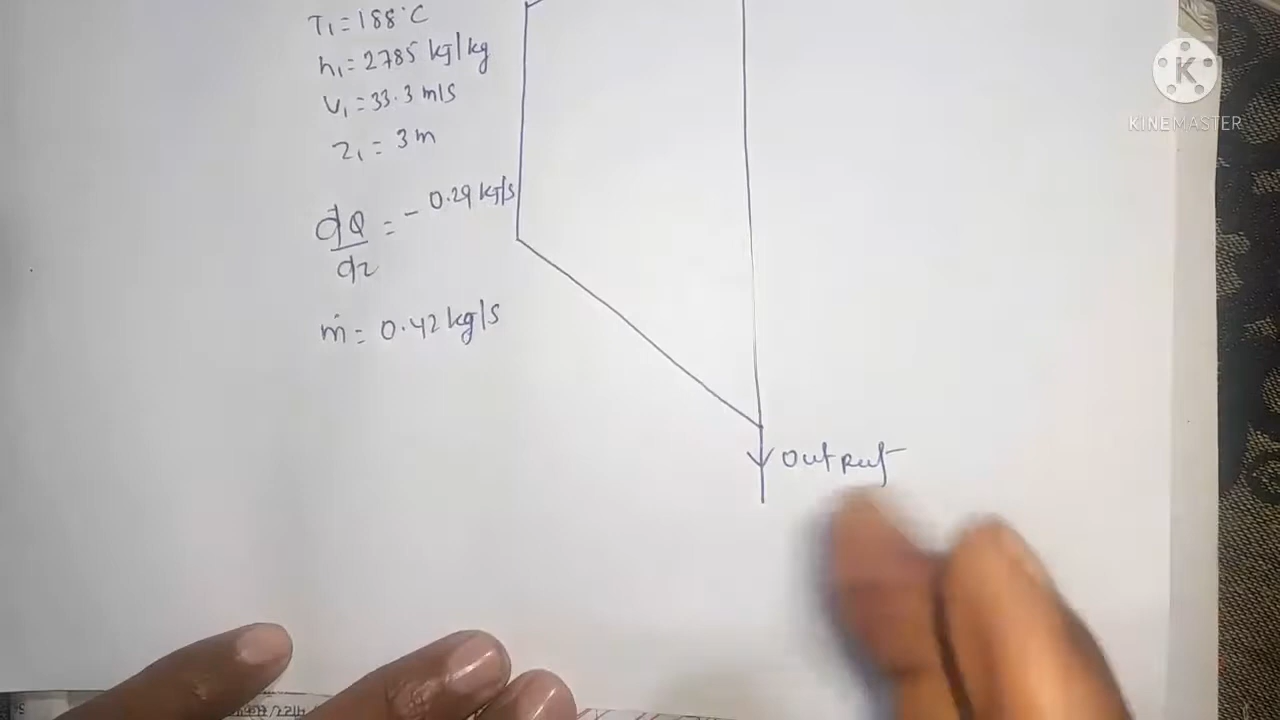 T₁ = 188°C
h₁ = 2785 kJ/kg
V₁ = 33.3 m/s
Z₁ = 3 m
dQ/dz = - 0.29 kJ/s
ṁ = 0.42 kg/s
output
K
KINEMASTER